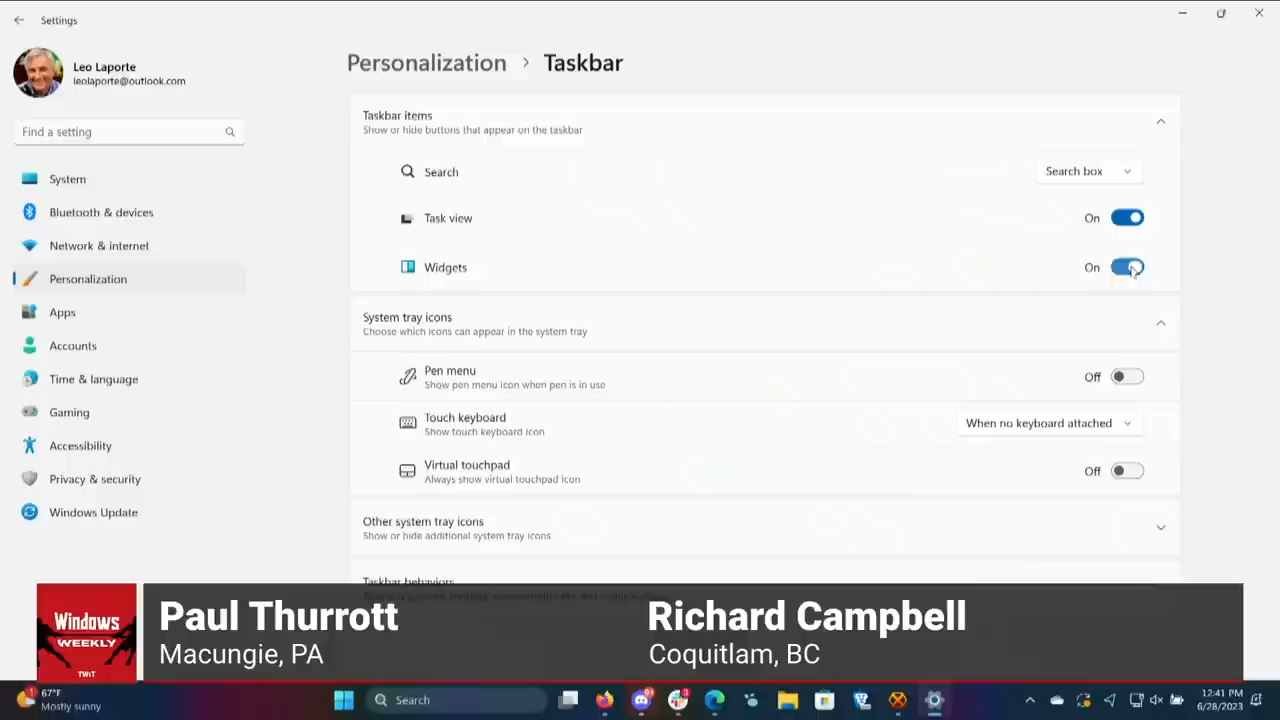 Settings
Leo Laporte
leolaporte@outlook.com
Find a setting
System
Bluetooth & devices
Network & internet
Personalization
Apps
Accounts
Time & language
Gaming
Accessibility
Privacy & security
Windows Update
Personalization › Taskbar
Taskbar items
Show or hide buttons that appear on the taskbar
Search
Search box
Task view
On
Widgets
On
System tray icons
Choose which icons can appear in the system tray
Pen menu
Show pen menu icon when pen is in use
Off
Touch keyboard
Show touch keyboard icon
When no keyboard attached
Virtual touchpad
Always show virtual touchpad icon
Off
Other system tray icons
Show or hide additional system tray icons
Taskbar behaviors
Windows
WEEKLY
TWiT
Paul Thurrott
Macungie, PA
Richard Campbell
Coquitlam, BC
1
67°F
Mostly sunny
Search
12:41 PM
6/28/2023